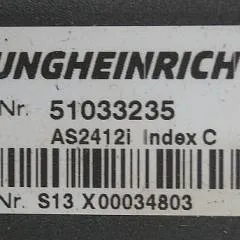 UNGHEINRICH
Nr. 51033235
AS2412i Index C
Nr. S13 X00034803